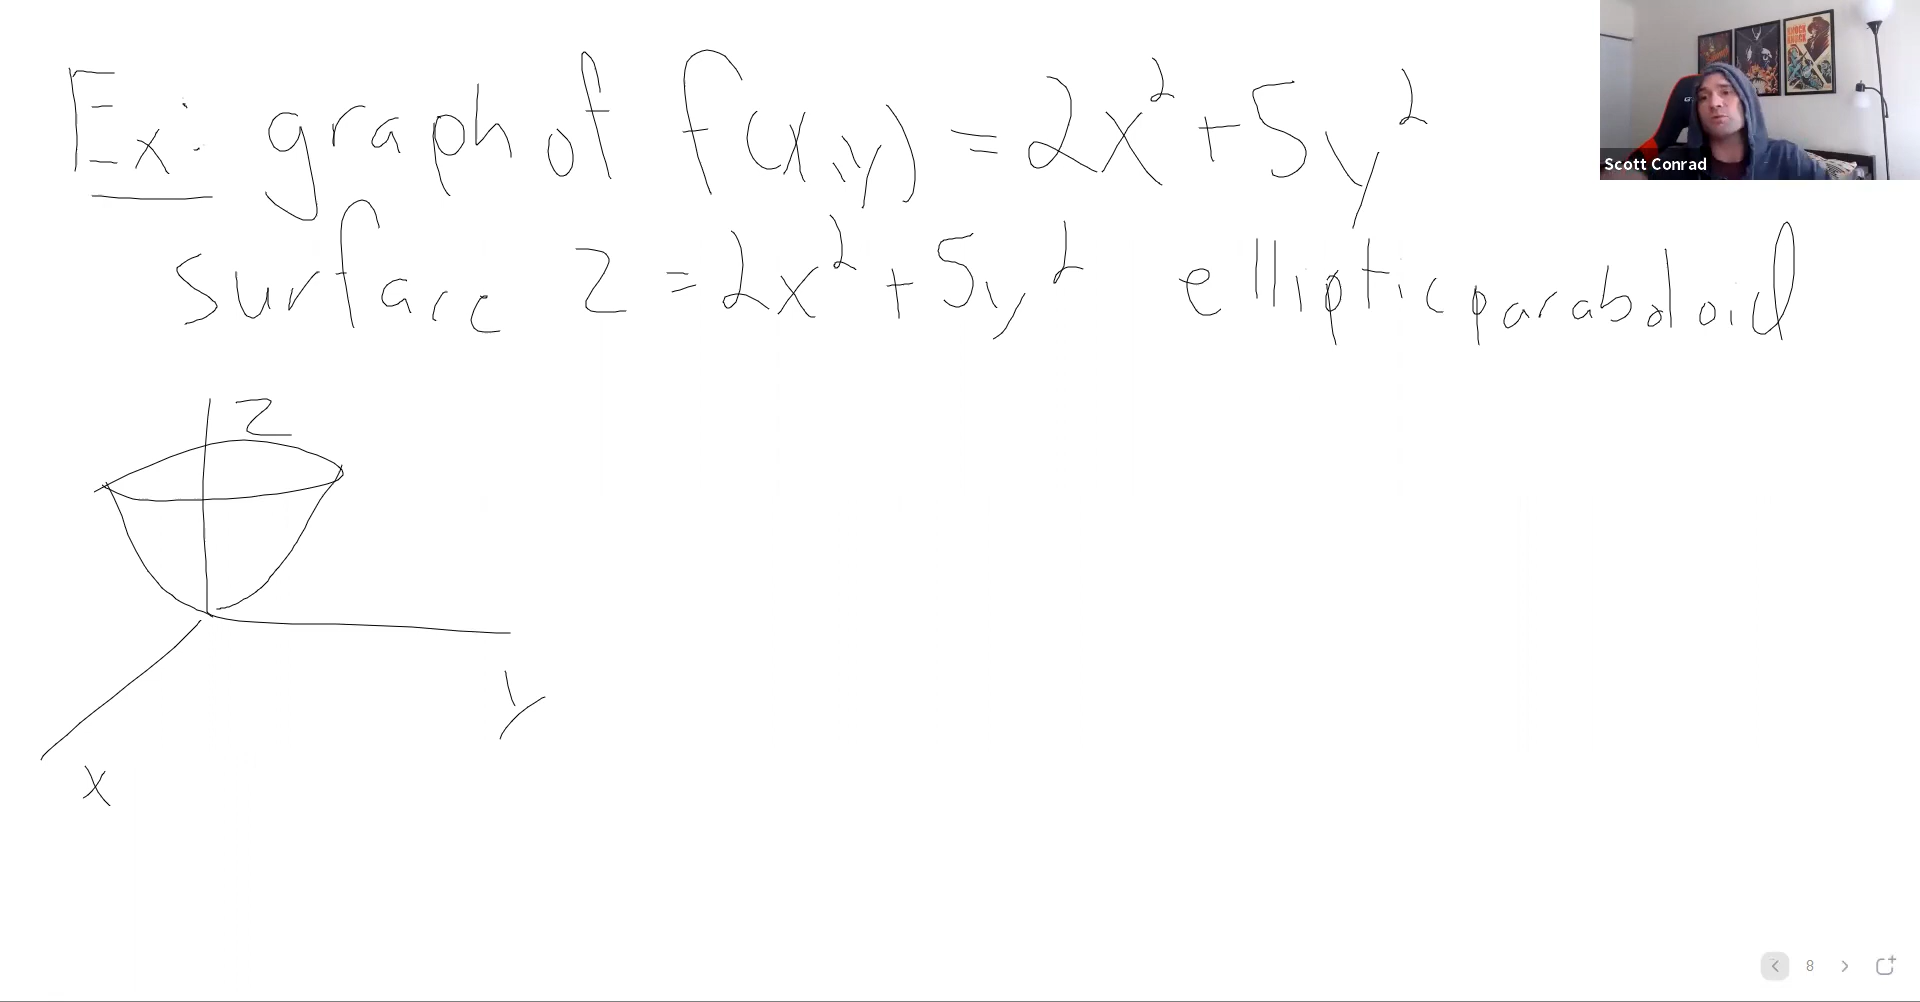 Ex: graph of f(x,y) = 2x² + 5y²
surface z = 2x² + 5y² elliptic paraboloid
z
y
x
Scott Conrad
8